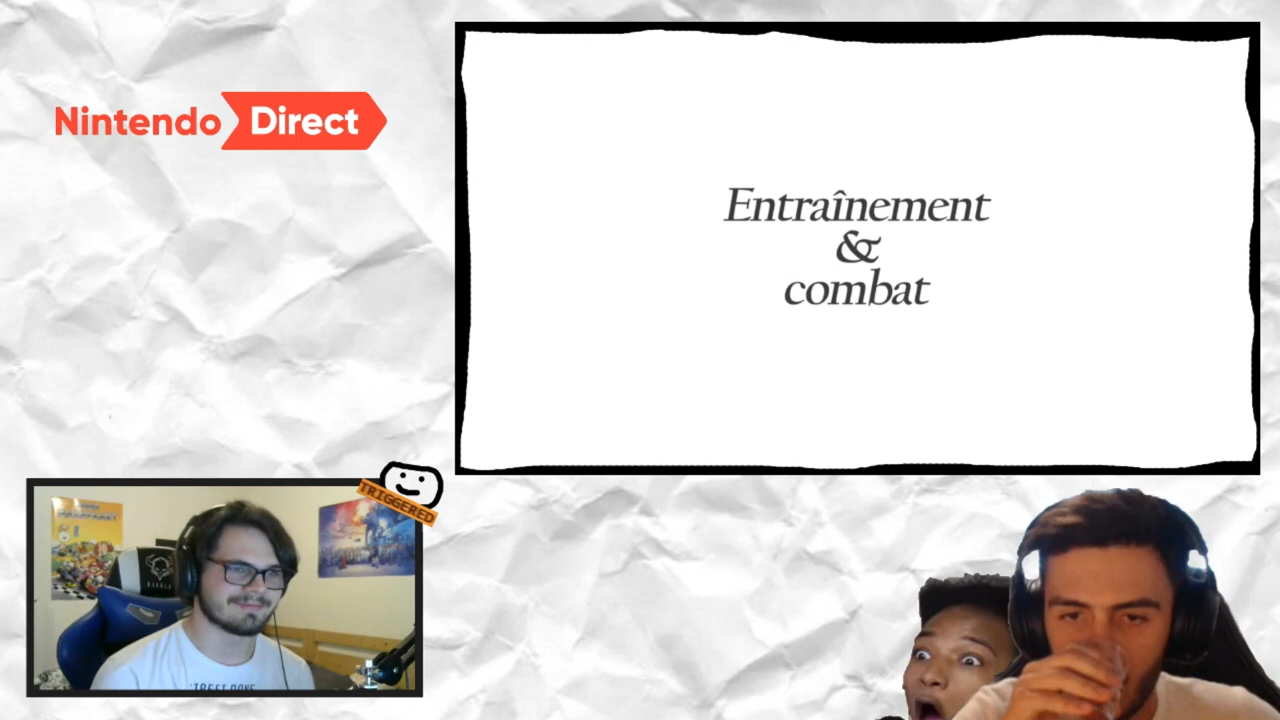 Nintendo Direct
Entraînement
&
combat
TRIGGERED